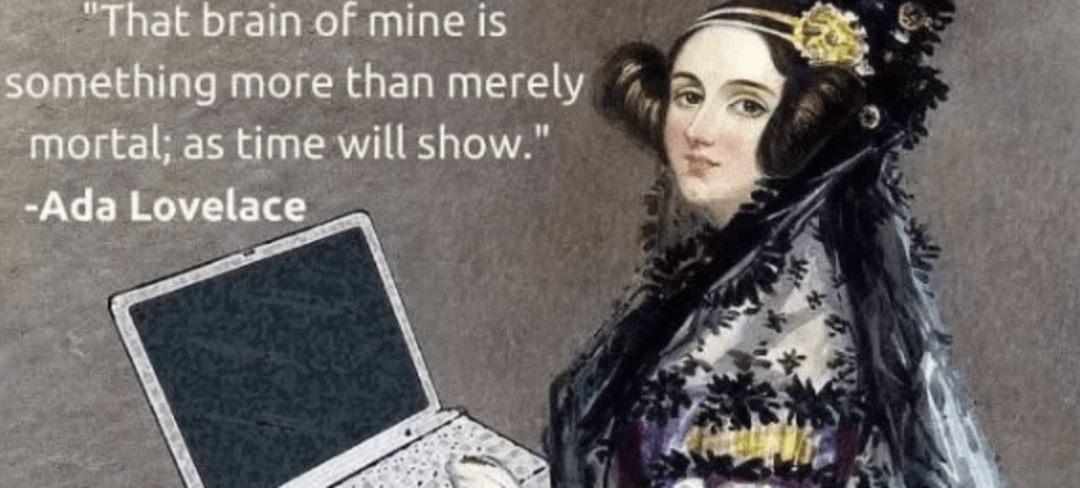 "That brain of mine is
something more than merely
mortal; as time will show."
-Ada Lovelace